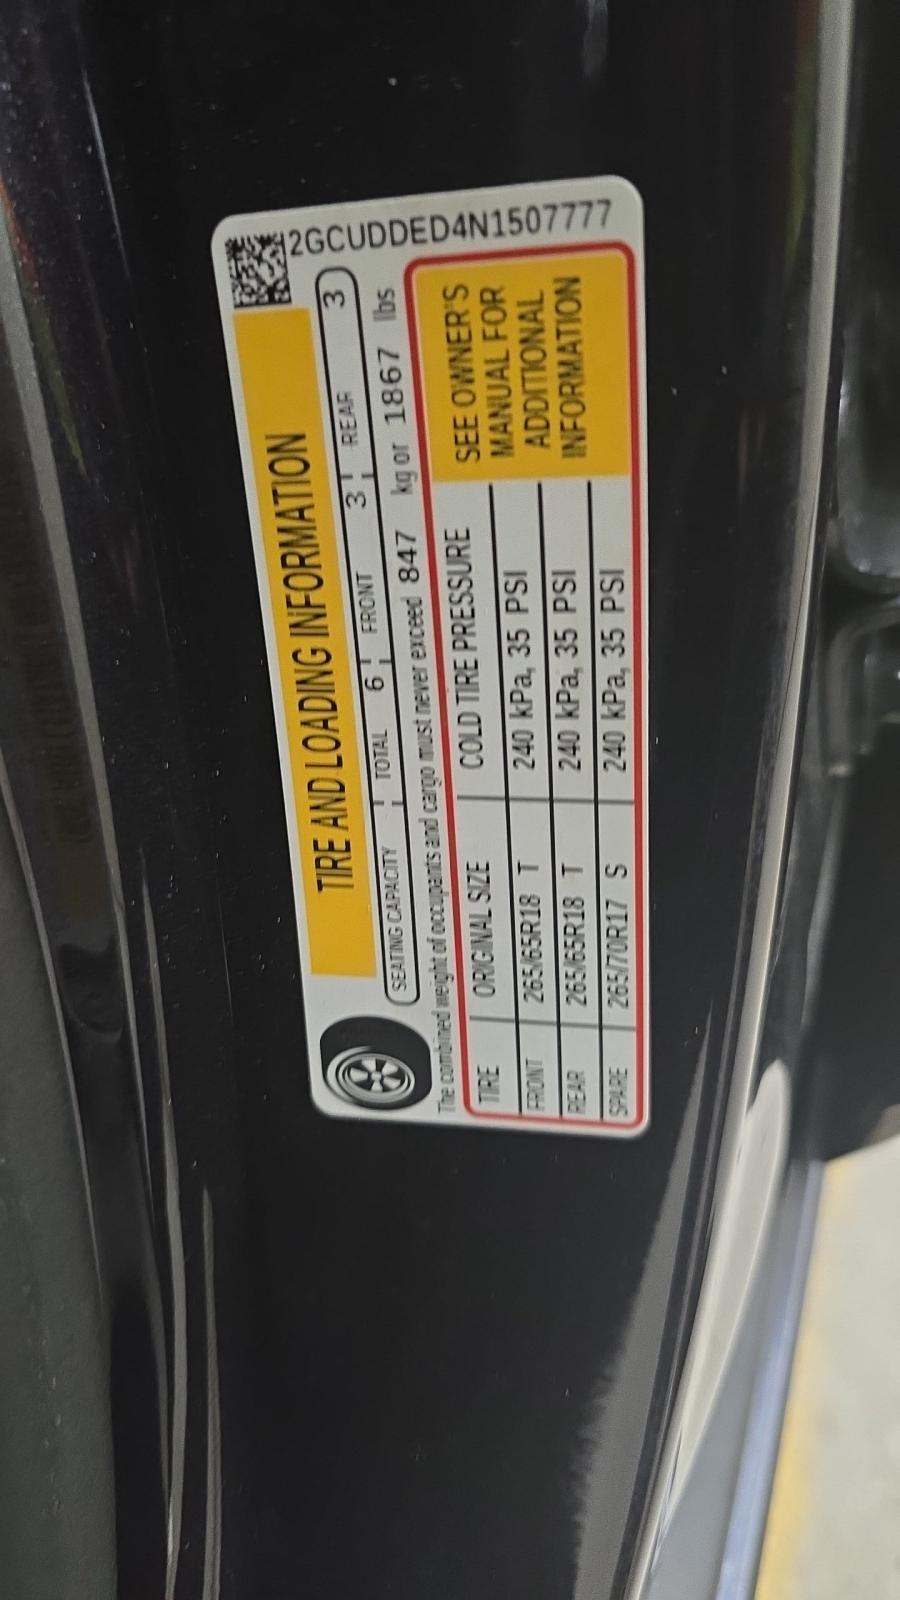 2GCUDDED4N1507777
TIRE AND LOADING INFORMATION
SEATING CAPACITY TOTAL 6 FRONT 3 REAR 3
The combined weight of occupants and cargo must never exceed 847 kg or 1867 lbs
TIRE ORIGINAL SIZE COLD TIRE PRESSURE
FRONT 265/65R18 T 240 kPa, 35 PSI
REAR 265/65R18 T 240 kPa, 35 PSI
SPARE 265/70R17 S 240 kPa, 35 PSI
SEE OWNER'S
MANUAL FOR
ADDITIONAL
INFORMATION